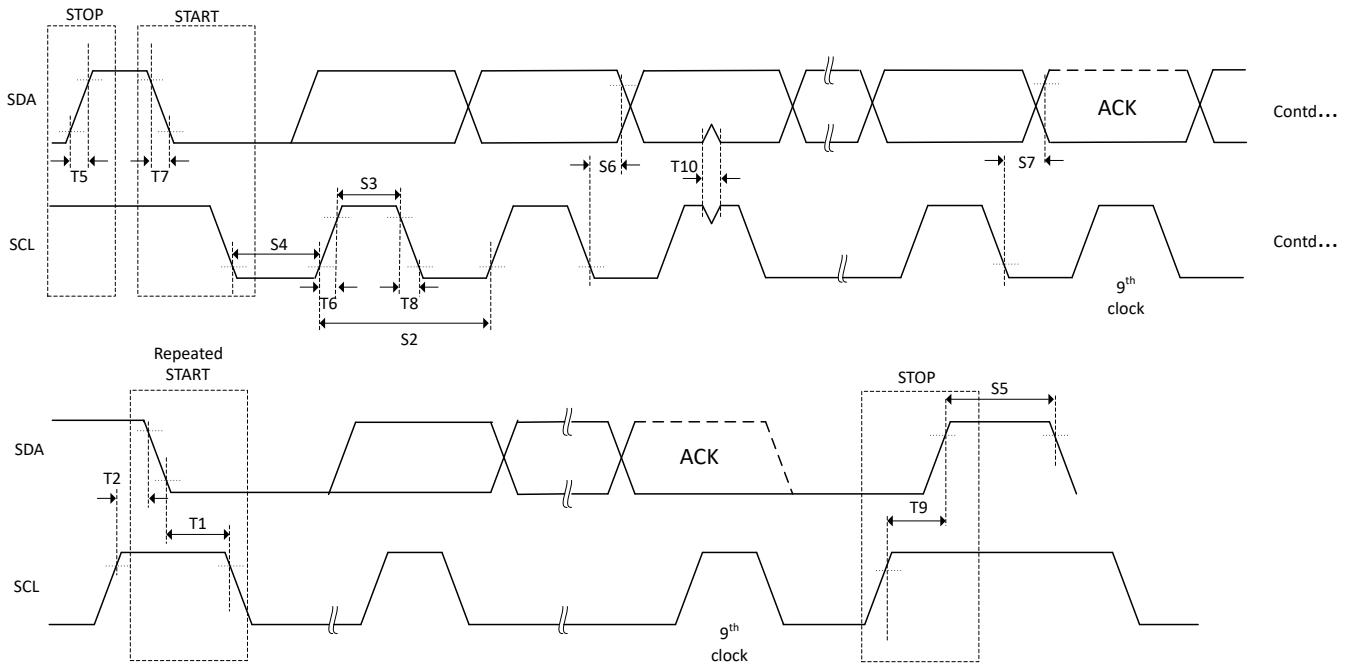 STOP
START
SDA
ACK
Contd...
T5
T7
S6
T10
S7
S3
SCL
S4
Contd...
T6
T8
9th
clock
S2
Repeated
START
STOP
S5
SDA
ACK
T2
T9
T1
SCL
9th
clock